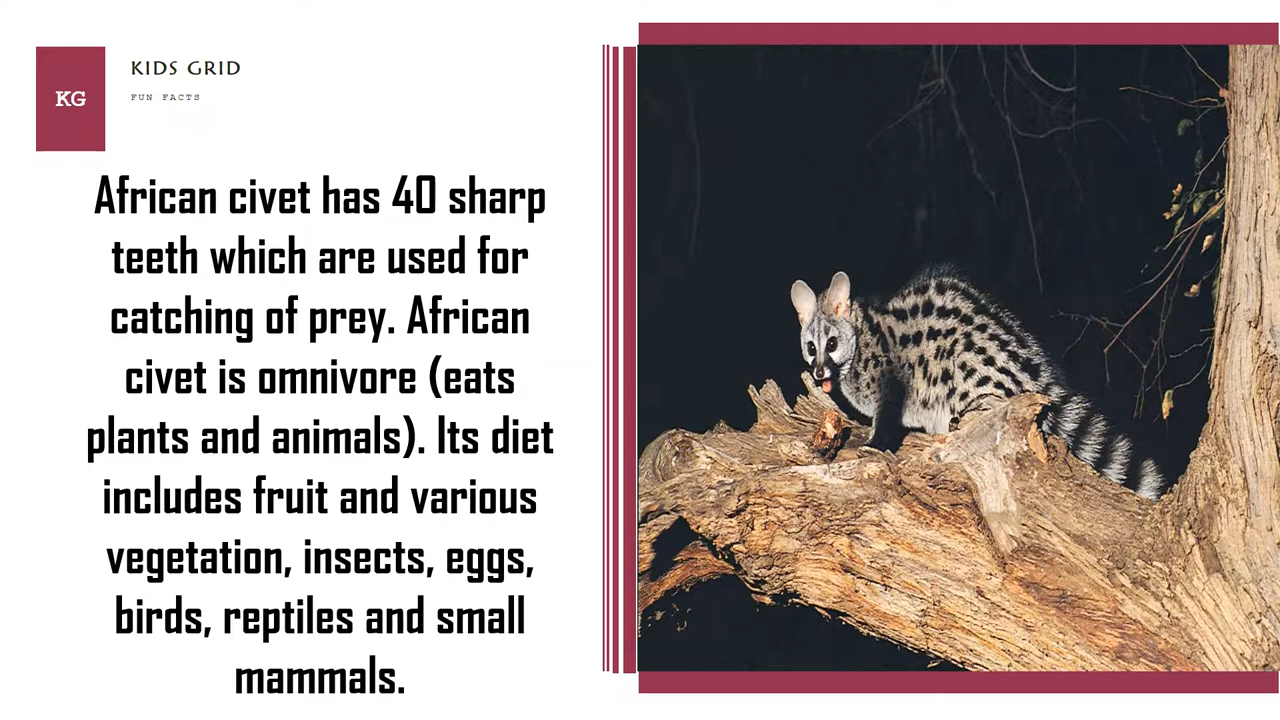 KG
KIDS GRID
FUN FACTS
African civet has 40 sharp
teeth which are used for
catching of prey. African
civet is omnivore (eats
plants and animals). Its diet
includes fruit and various
vegetation, insects, eggs,
birds, reptiles and small
mammals.